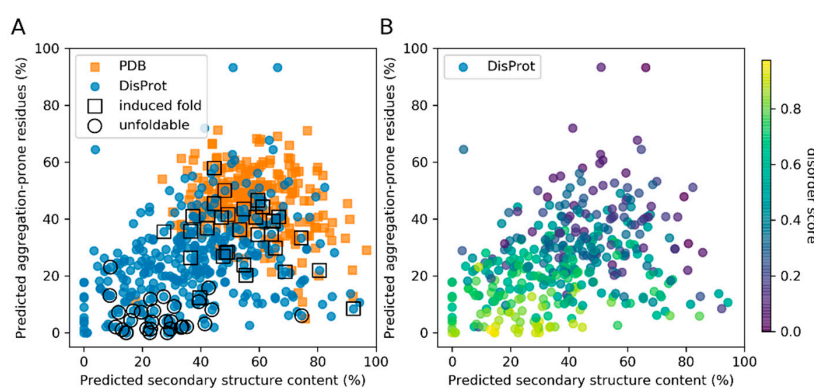 A
B
100
80
60
40
20
0
Predicted aggregation-prone residues (%)
PDB
DisProt
induced fold
unfoldable
0 20 40 60 80 100
Predicted secondary structure content (%)
100
80
60
40
20
0
Predicted aggregation-prone residues (%)
DisProt
0 20 40 60 80 100
Predicted secondary structure content (%)
0.8
0.6
0.4
0.2
0.0
disorder score